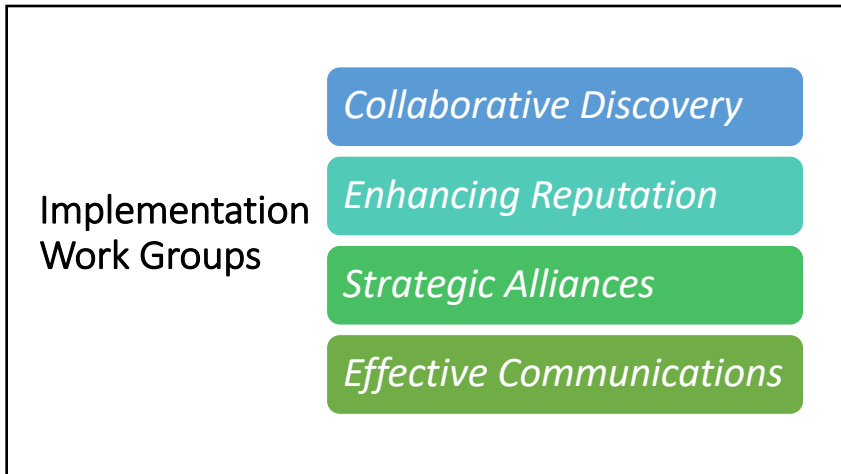 Implementation
Work Groups
Collaborative Discovery
Enhancing Reputation
Strategic Alliances
Effective Communications